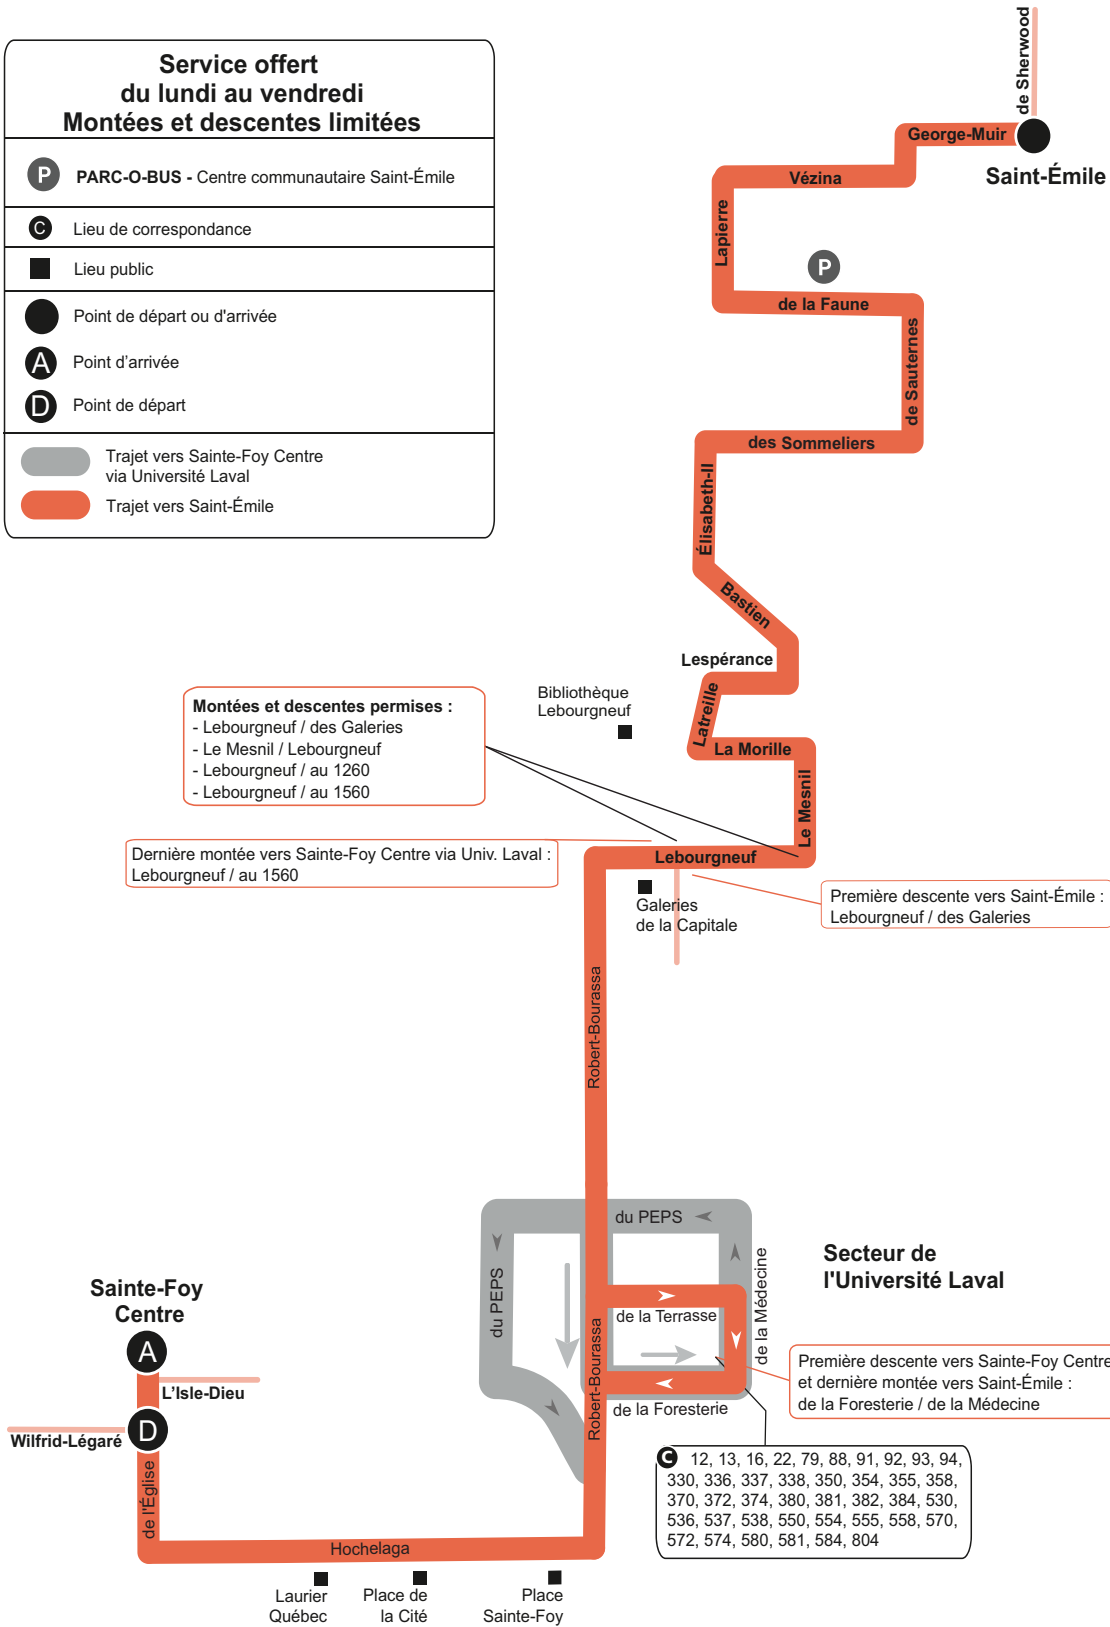 Service offert
du lundi au vendredi
Montées et descentes limitées
P PARC-O-BUS - Centre communautaire Saint-Émile
C Lieu de correspondance
Lieu public
Point de départ ou d'arrivée
A Point d'arrivée
D Point de départ
Trajet vers Sainte-Foy Centre
via Université Laval
Trajet vers Saint-Émile
de Sherwood
George-Muir
Saint-Émile
Vézina
Lapierre
P
de la Faune
de Sauternes
des Sommeliers
Élisabeth-II
Bastien
Lespérance
Latreille
Bibliothèque
Lebourgneuf
La Morille
Le Mesnil
Montées et descentes permises :
- Lebourgneuf / des Galeries
- Le Mesnil / Lebourgneuf
- Lebourgneuf / au 1260
- Lebourgneuf / au 1560
Dernière montée vers Sainte-Foy Centre via Univ. Laval :
Lebourgneuf / au 1560
Lebourgneuf
Première descente vers Saint-Émile :
Lebourgneuf / des Galeries
Galeries
de la Capitale
Robert-Bourassa
du PEPS
du PEPS
Secteur de
l'Université Laval
de la Médecine
de la Terrasse
Robert-Bourassa
de la Foresterie
Première descente vers Sainte-Foy Centre
et dernière montée vers Saint-Émile :
de la Foresterie / de la Médecine
C 12, 13, 16, 22, 79, 88, 91, 92, 93, 94,
330, 336, 337, 338, 350, 354, 355, 358,
370, 372, 374, 380, 381, 382, 384, 530,
536, 537, 538, 550, 554, 555, 558, 570,
572, 574, 580, 581, 584, 804
Sainte-Foy
Centre
A
L'Isle-Dieu
D
Wilfrid-Légaré
de l'Église
Hochelaga
Laurier
Québec
Place de
la Cité
Place
Sainte-Foy